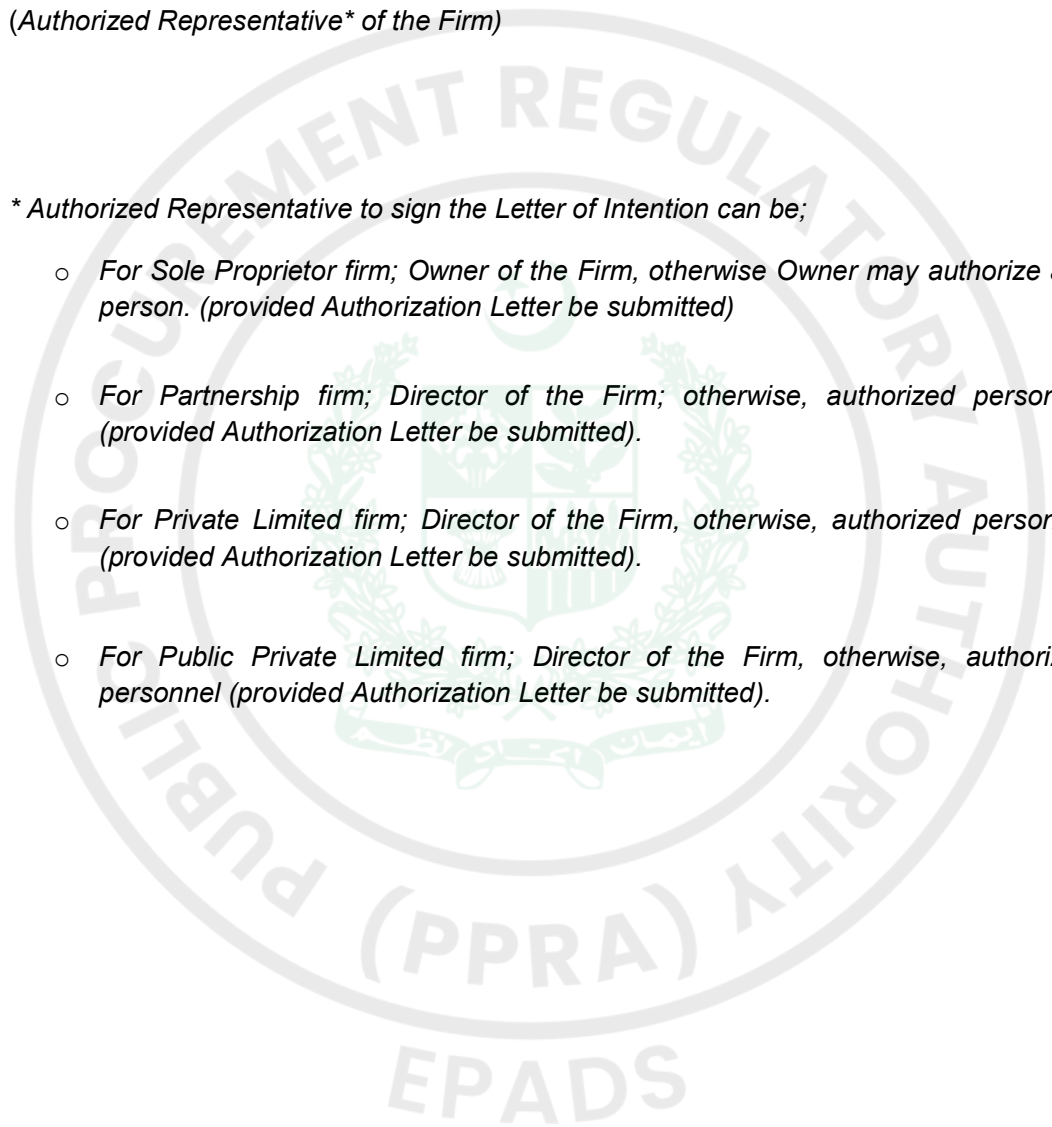 (Authorized Representative* of the Firm)
* Authorized Representative to sign the Letter of Intention can be;
o For Sole Proprietor firm; Owner of the Firm, otherwise Owner may authorize
person. (provided Authorization Letter be submitted)
o For Partnership firm; Director of the Firm; otherwise, authorized
(provided Authorization Letter be submitted).
o For Private Limited firm; Director of the Firm, otherwise, authorized
(provided Authorization Letter be submitted).
o For Public Private Limited firm; Director of the Firm, otherwise,
personnel (provided Authorization Letter be submitted).
PUBLIC PROCUREMENT REGULATORY AUTHORITY
(PPRA)
EPADS